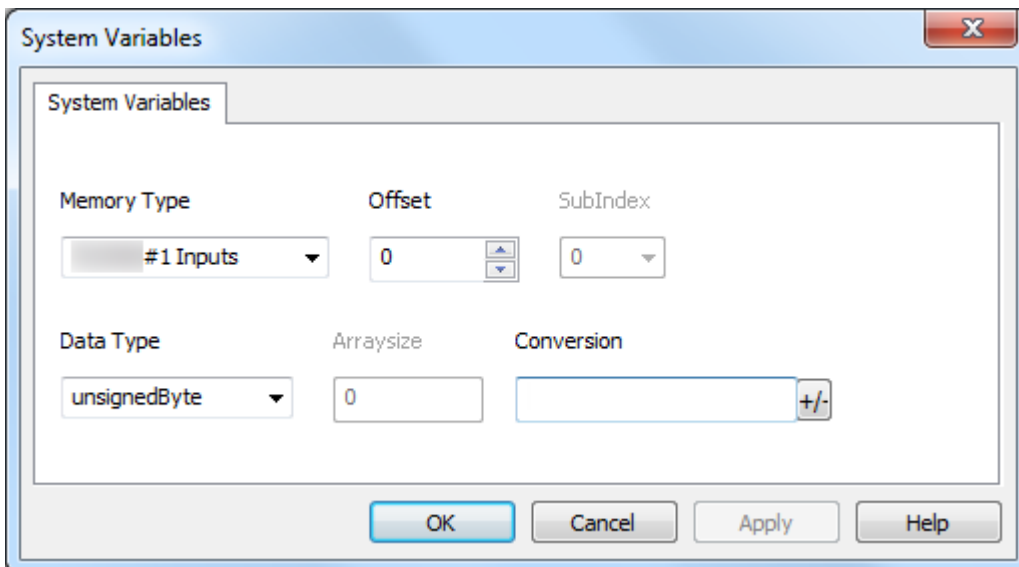 System Variables
System Variables
Memory Type Offset SubIndex
#1 Inputs 0 0
Data Type Arraysize Conversion
unsignedByte 0 +/-
OK Cancel Apply Help